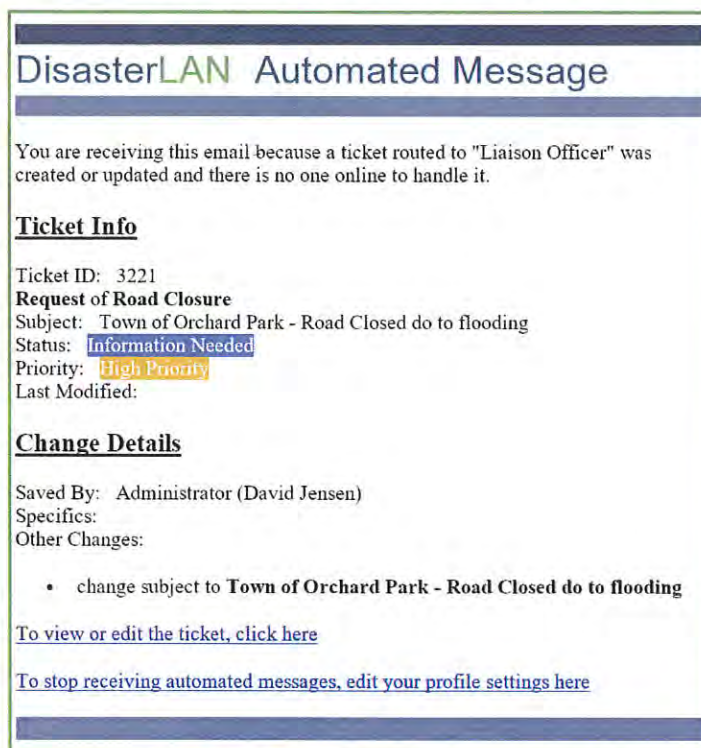 DisasterLAN Automated Message
You are receiving this email because a ticket routed to "Liaison Officer" was
created or updated and there is no one online to handle it.
Ticket Info
Ticket ID: 3221
Request of Road Closure
Subject: Town of Orchard Park - Road Closed do to flooding
Status: Information Needed
Priority: High Priority
Last Modified:
Change Details
Saved By: Administrator (David Jensen)
Specifics:
Other Changes:
• change subject to Town of Orchard Park - Road Closed do to flooding
To view or edit the ticket, click here
To stop receiving automated messages, edit your profile settings here